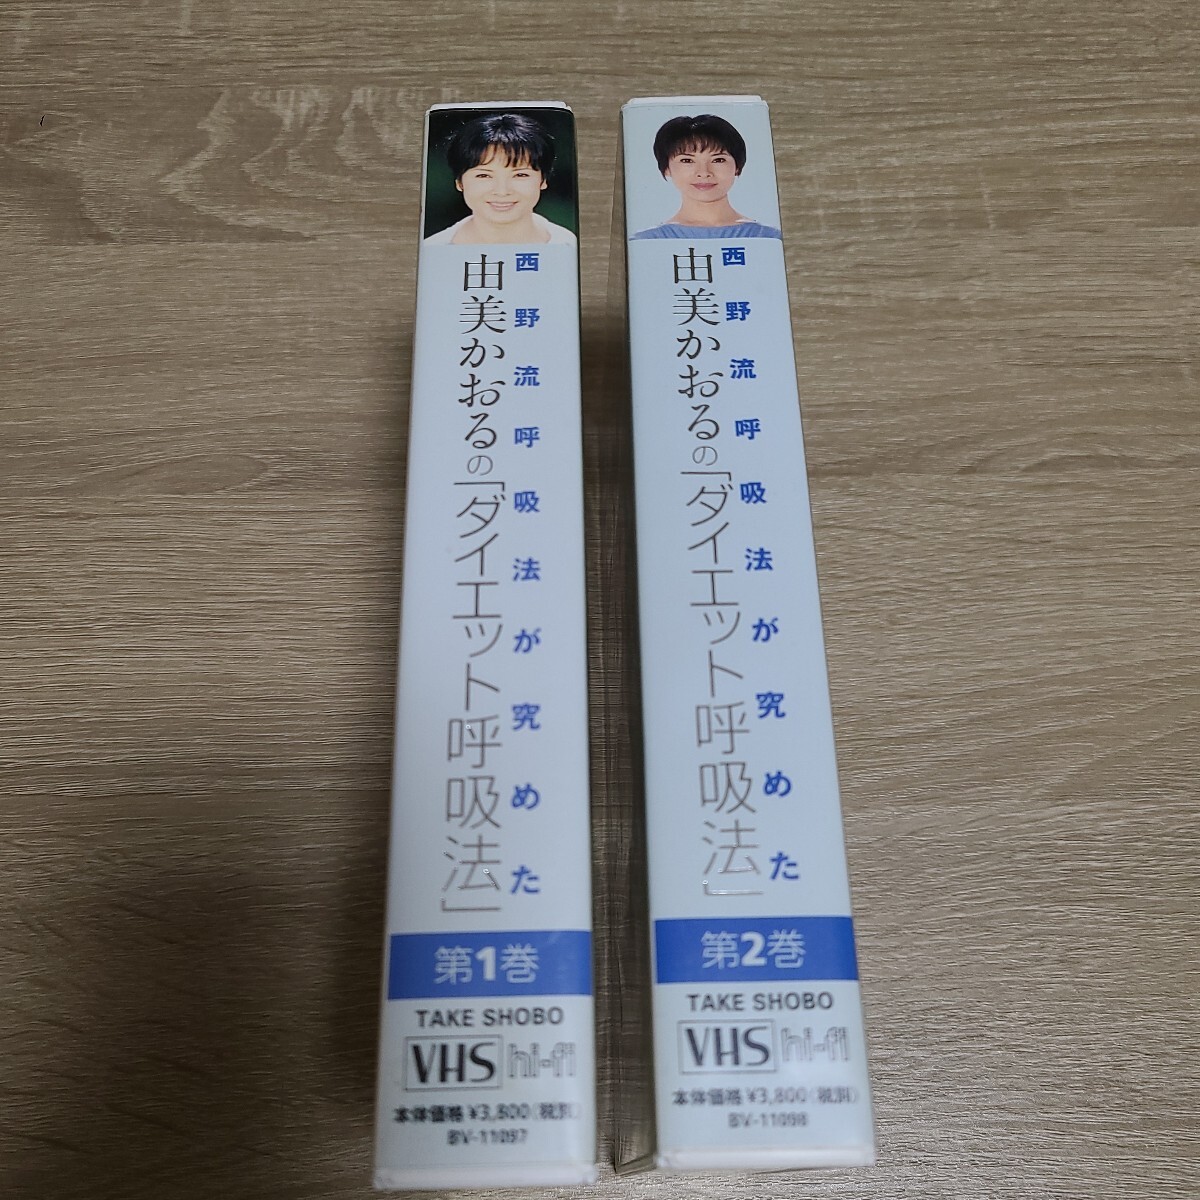 西野流呼吸法が究めた
由美かおるの「ダイエット呼吸法」
第1巻
TAKE SHOBO
VHS hi-fi
本体価格 ¥3,800(税別)
BV-11097
西野流呼吸法が究めた
由美かおるの「ダイエット呼吸法」
第2巻
TAKE SHOBO
VHS hi-fi
本体価格 ¥3,800(税別)
BV-11098